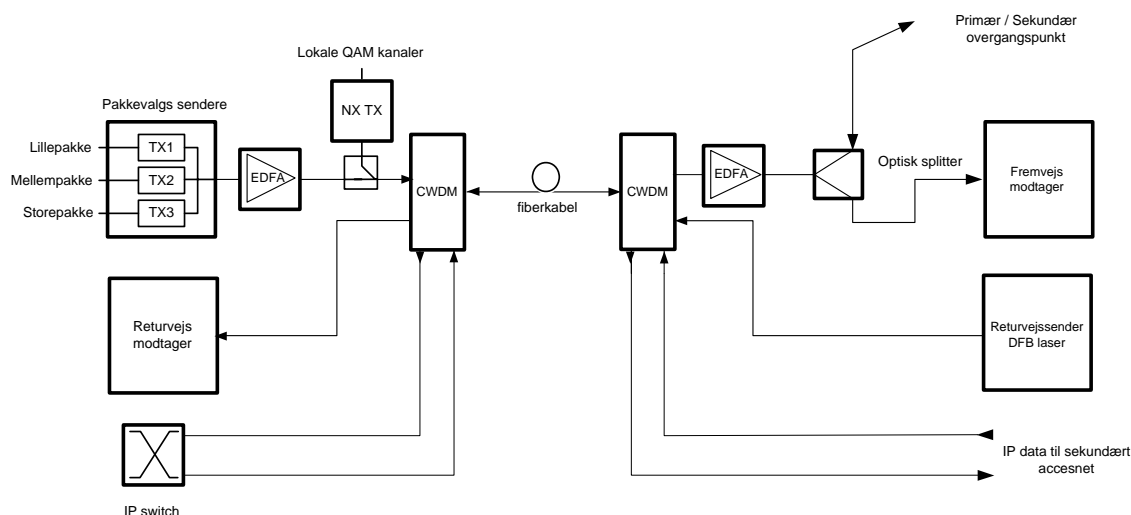 Primær / Sekundær
overgangspunkt
Lokale QAM kanaler
NX TX
Pakkevalgs sendere
Lillepakke
TX1
Mellempakke
TX2
Storepakke
TX3
EDFA
CWDM
fiberkabel
CWDM
EDFA
Optisk splitter
Fremvejs
modtager
Returvejs
modtager
Returvejssender
DFB laser
IP switch
IP data til sekundært
accesnet